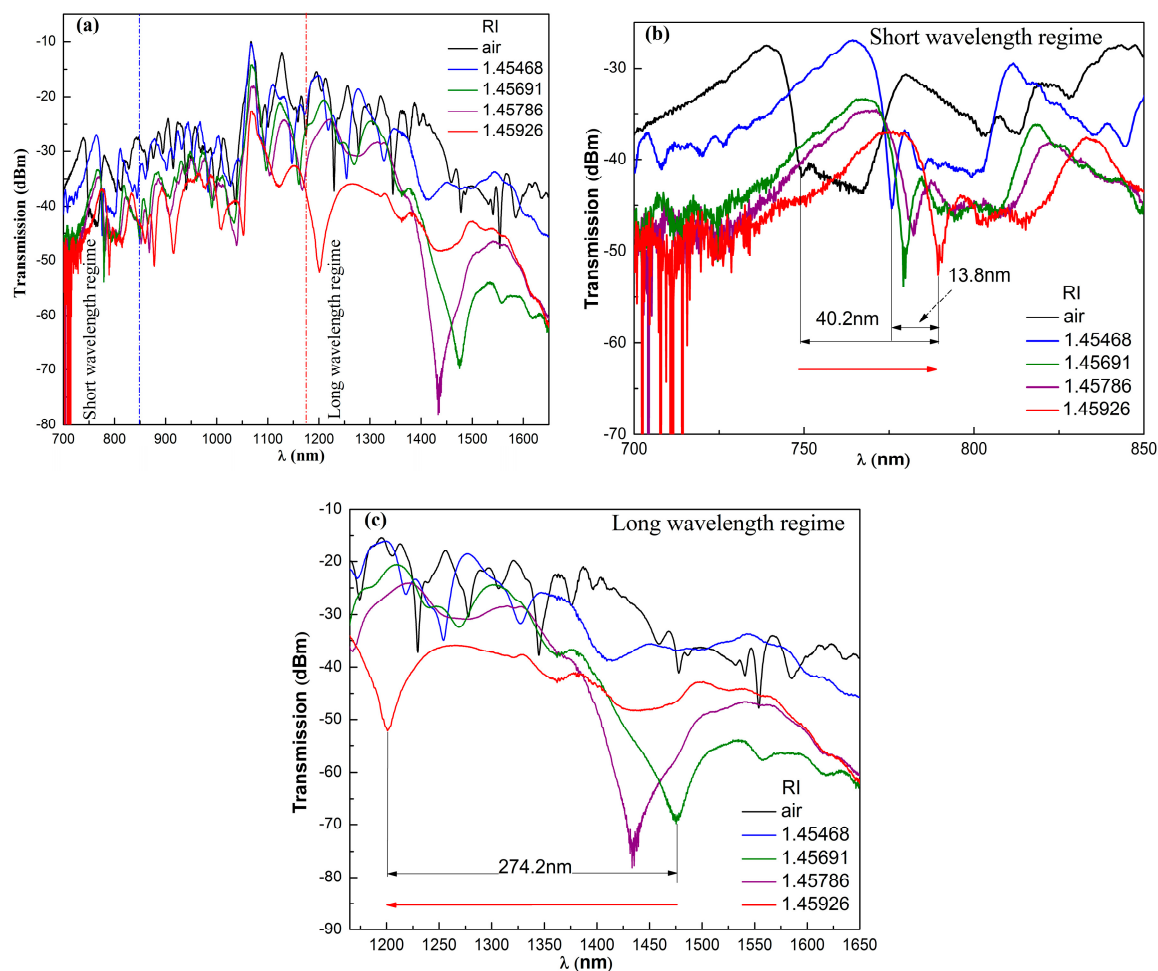 (a)
RI
air
1.45468
1.45691
1.45786
1.45926
Short wavelength regime
Long wavelength regime
Transmission (dBm)
-10
-20
-30
-40
-50
-60
-70
-80
700 800 900 1000 1100 1200 1300 1400 1500 1600
λ (nm)
(b)
Short wavelength regime
Transmission (dBm)
-30
-40
-50
-60
-70
13.8nm
40.2nm
RI
air
1.45468
1.45691
1.45786
1.45926
700 750 800 850
λ (nm)
(c)
Long wavelength regime
Transmission (dBm)
-10
-20
-30
-40
-50
-60
-70
-80
-90
274.2nm
RI
air
1.45468
1.45691
1.45786
1.45926
1200 1250 1300 1350 1400 1450 1500 1550 1600 1650
λ (nm)